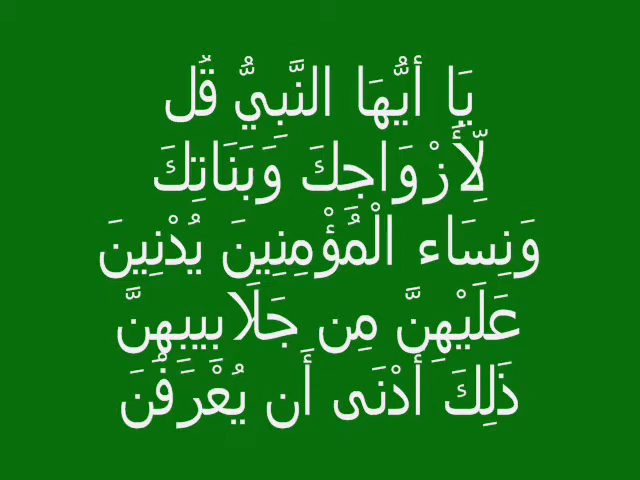 يَا أَيُّهَا النَّبِيُّ قُل
لِّأَزْوَاجِكَ وَبَنَاتِكَ
وَنِسَاء الْمُؤْمِنِينَ يُدْنِينَ
عَلَيْهِنَّ مِن جَلَابِيبِهِنَّ
ذَلِكَ أَدْنَى أَن يُعْرَفْنَ